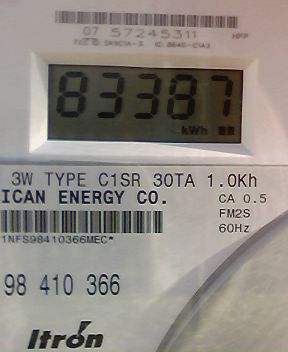 07 57245311 HPP
83387
kWh
3W TYPE C1SR 30TA 1.0Kh
ICAN ENERGY CO. CA 0.5
FM2S
1NFS98410366MEC* 60Hz
98 410 366
Itron